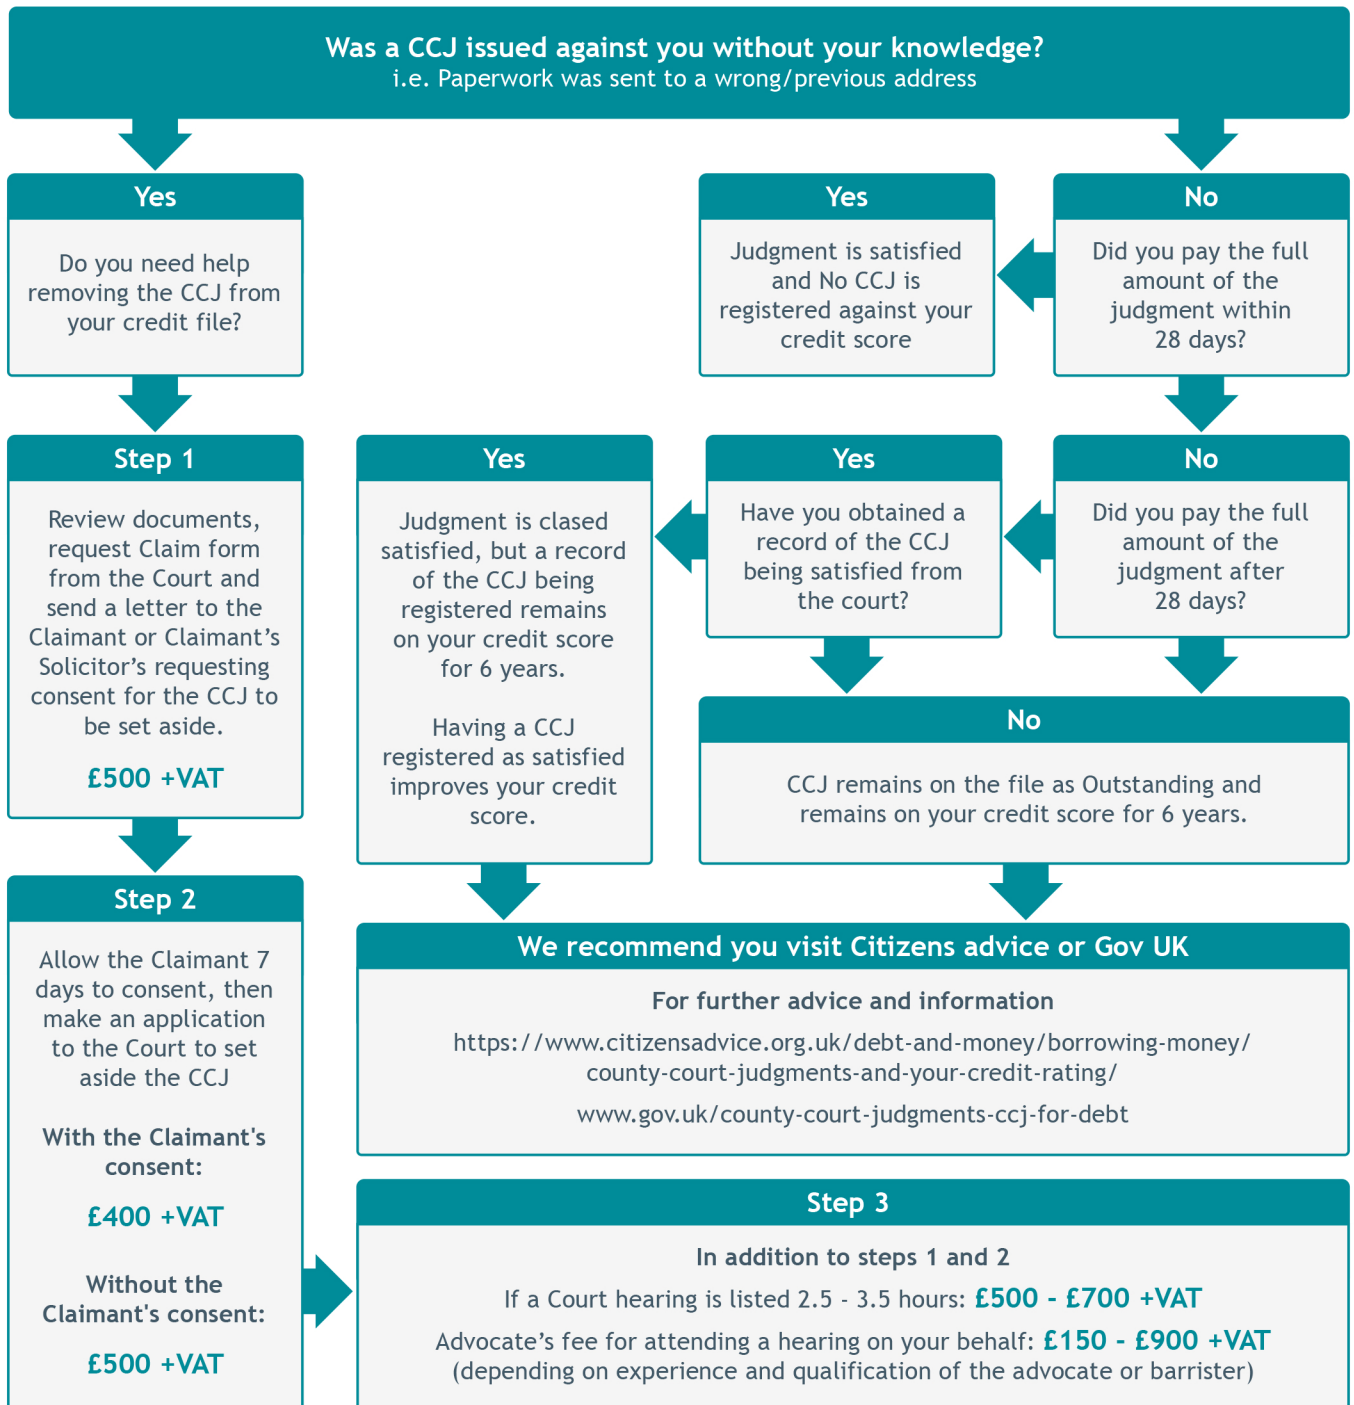 Was a CCJ issued against you without your knowledge?
i.e. Paperwork was sent to a wrong/previous address
Yes
Do you need help
removing the CCJ from
your credit file?
Yes
Judgment is satisfied
and No CCJ is
registered against your
credit score
No
Did you pay the full
amount of the
judgment within
28 days?
Step 1
Review documents,
request Claim form
from the Court and
send a letter to the
Claimant or Claimant’s
Solicitor’s requesting
consent for the CCJ to
be set aside.
£500 +VAT
Yes
Judgment is clased
satisfied, but a record
of the CCJ being
registered remains
on your credit score
for 6 years.
Having a CCJ
registered as satisfied
improves your credit
score.
Yes
Have you obtained a
record of the CCJ
being satisfied from
the court?
No
Did you pay the full
amount of the
judgment after
28 days?
No
CCJ remains on the file as Outstanding and
remains on your credit score for 6 years.
Step 2
Allow the Claimant 7
days to consent, then
make an application
to the Court to set
aside the CCJ
With the Claimant's
consent:
£400 +VAT
Without the
Claimant's consent:
£500 +VAT
We recommend you visit Citizens advice or Gov UK
For further advice and information
https://www.citizensadvice.org.uk/debt-and-money/borrowing-money/
county-court-judgments-and-your-credit-rating/
www.gov.uk/county-court-judgments-ccj-for-debt
Step 3
In addition to steps 1 and 2
If a Court hearing is listed 2.5 - 3.5 hours: £500 - £700 +VAT
Advocate’s fee for attending a hearing on your behalf: £150 - £900 +VAT
(depending on experience and qualification of the advocate or barrister)